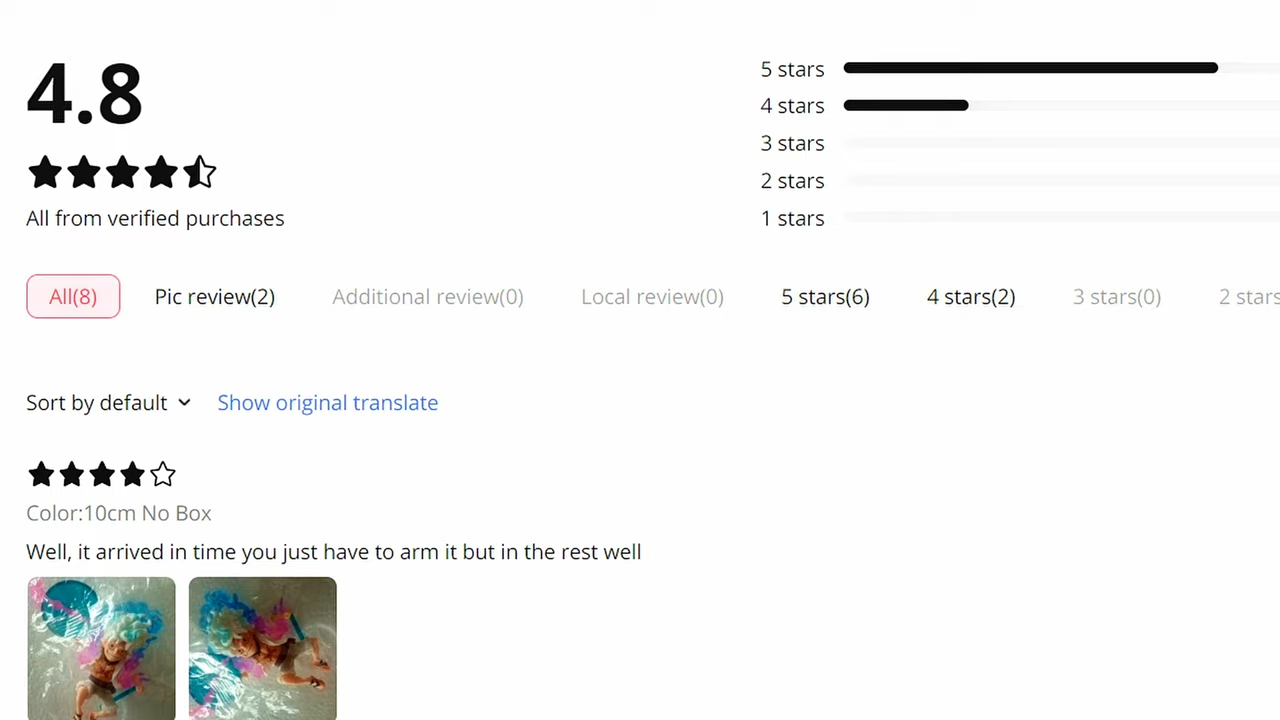 4.8
All from verified purchases
5 stars
4 stars
3 stars
2 stars
1 stars
All(8) Pic review(2) Additional review(0) Local review(0) 5 stars(6) 4 stars(2) 3 stars(0) 2 stars
Sort by default Show original translate
Color:10cm No Box
Well, it arrived in time you just have to arm it but in the rest well